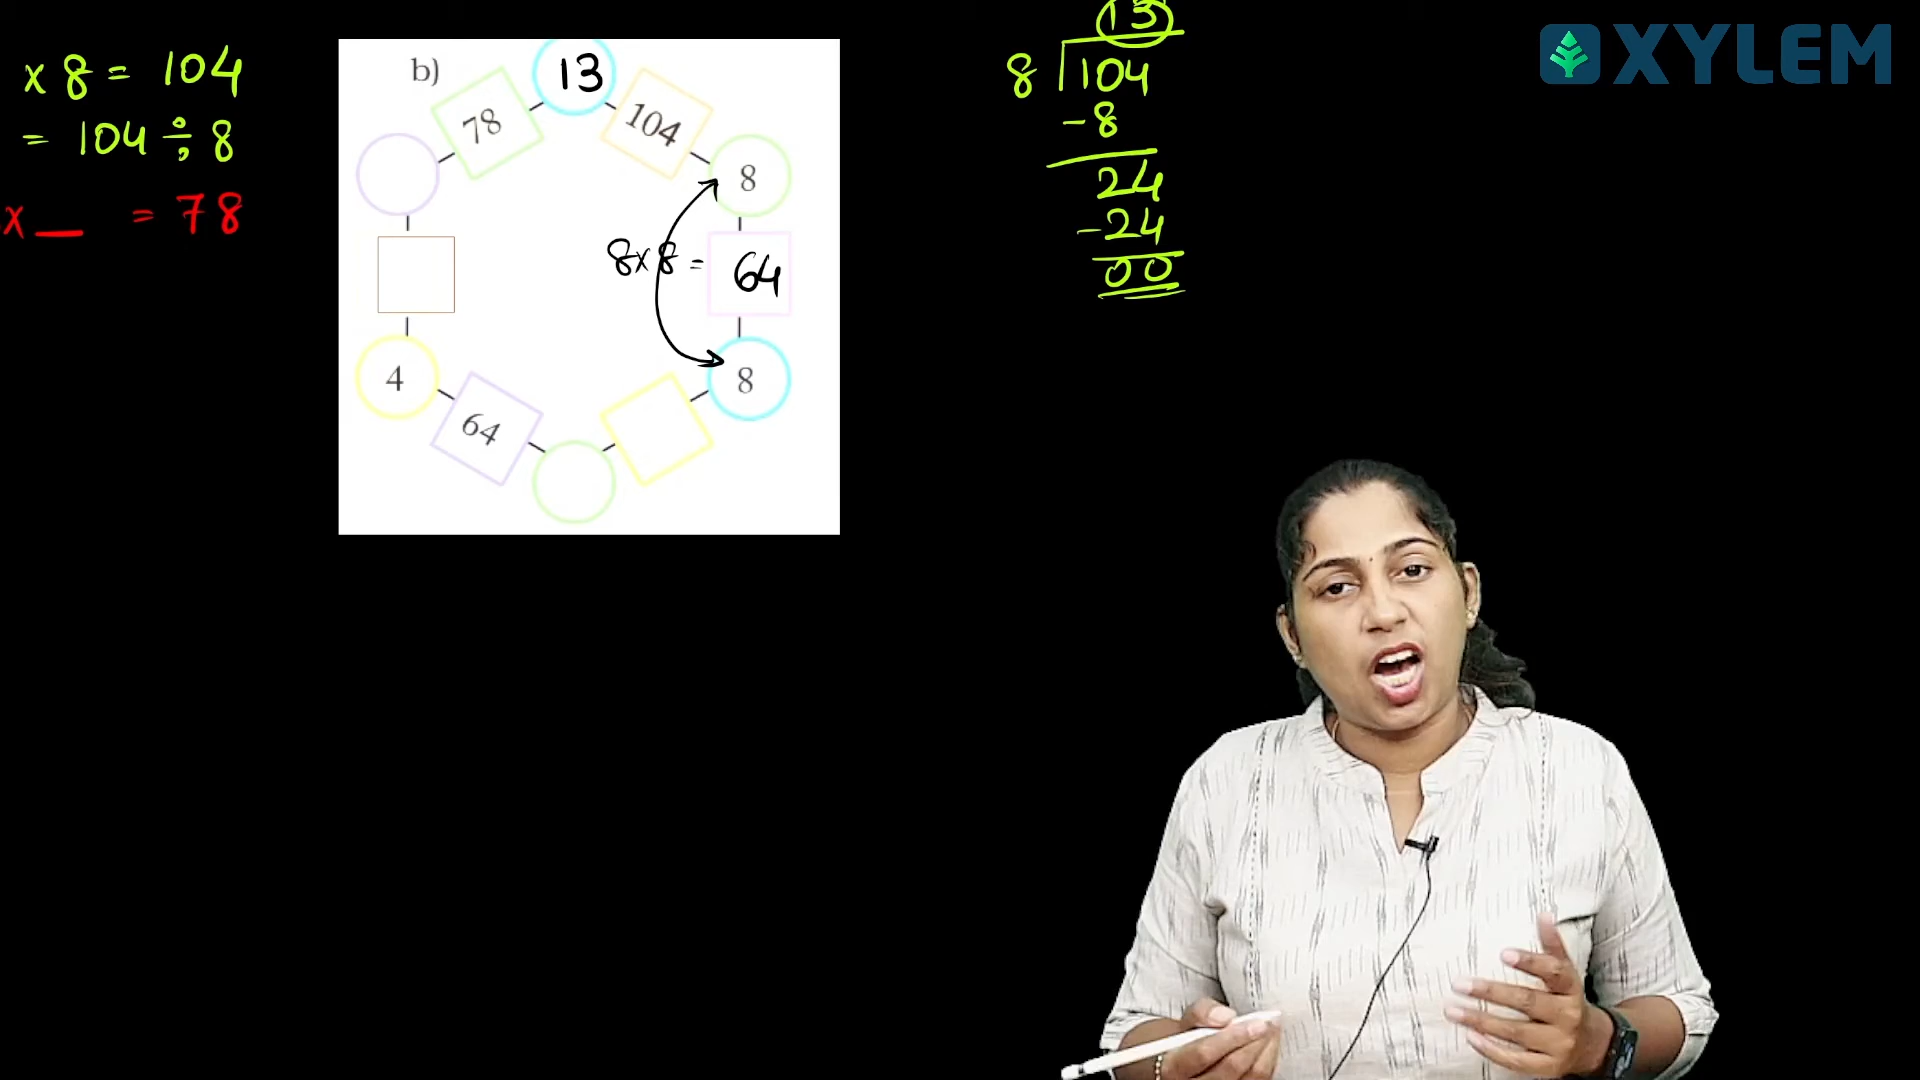 x 8 = 104
= 104 ÷ 8
x _ = 78
b)
13
78
104
8
8x8 = 64
8
4
64
13
8 104
-8
24
-24
00
XYLEM